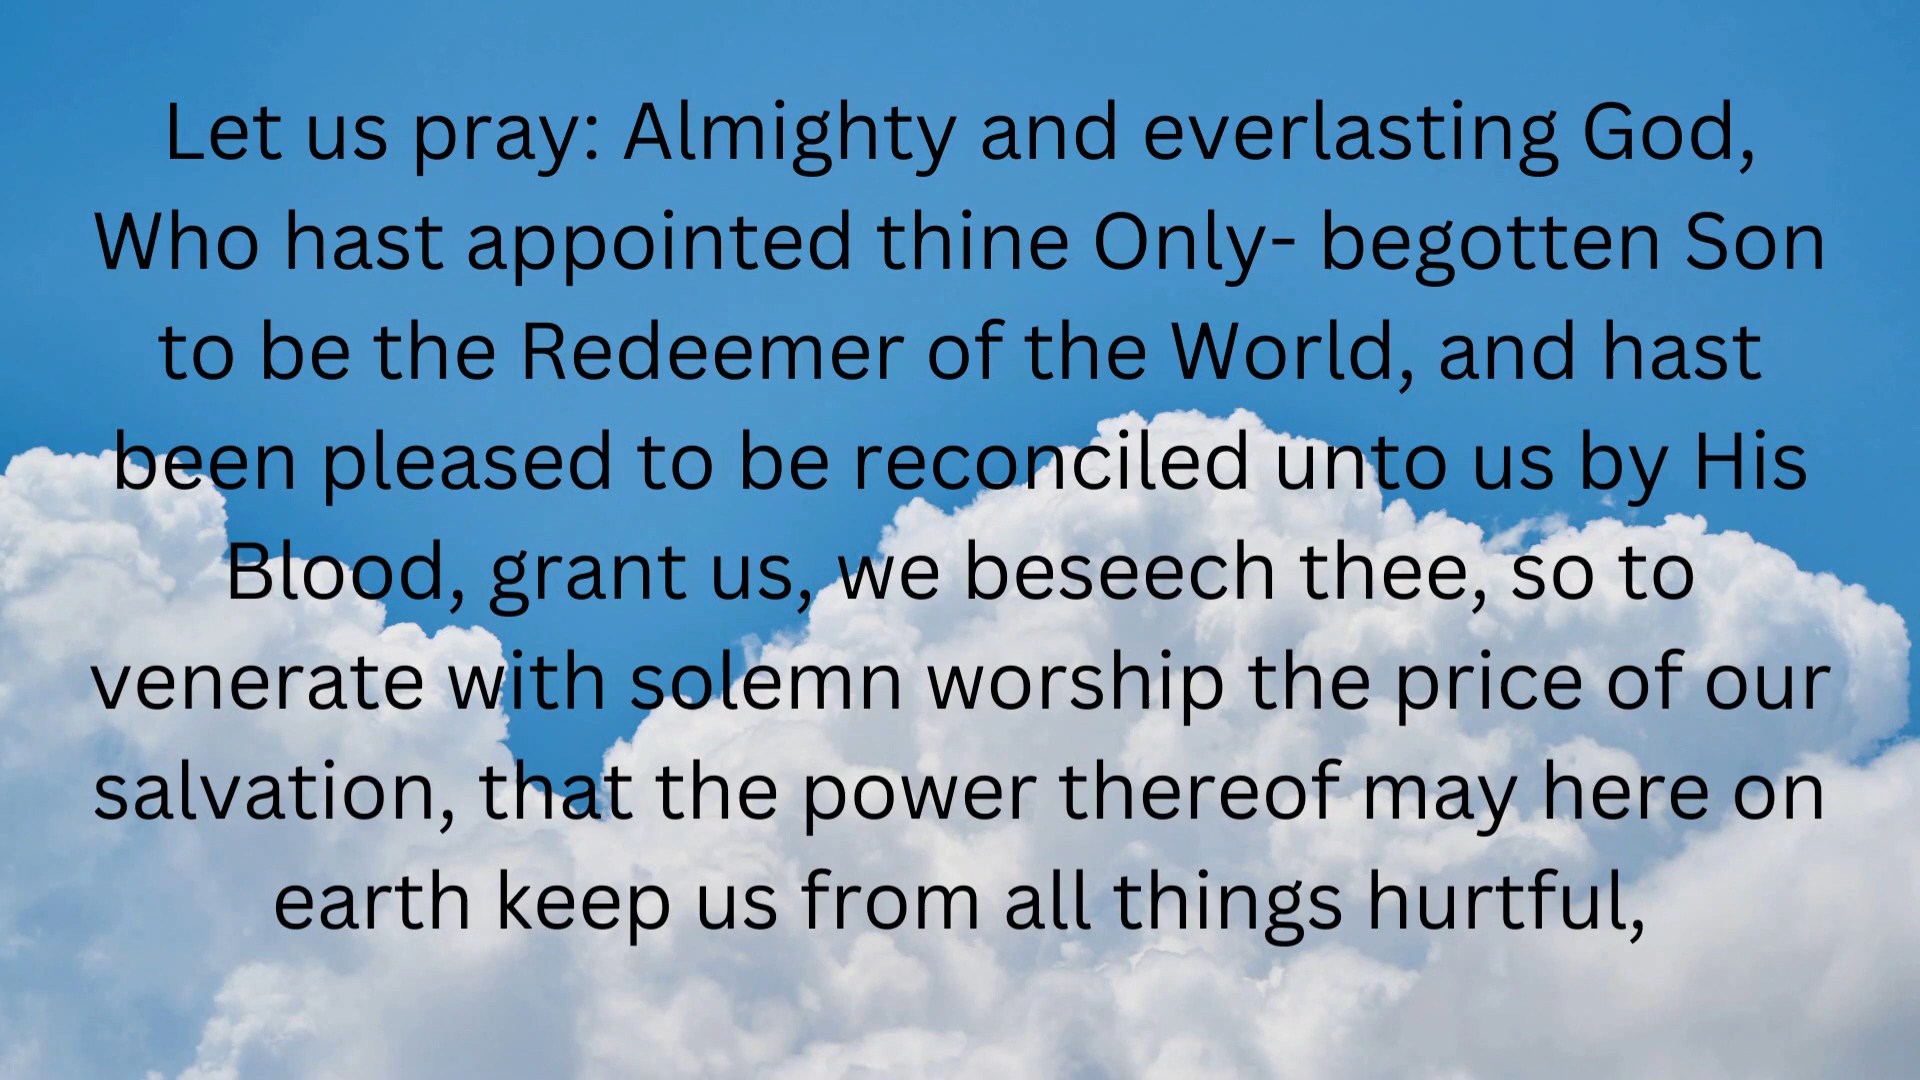 Let us pray: Almighty and everlasting God,
Who hast appointed thine Only- begotten Son
to be the Redeemer of the World, and hast
been pleased to be reconciled unto us by His
Blood, grant us, we beseech thee, so to
venerate with solemn worship the price of our
salvation, that the power thereof may here on
earth keep us from all things hurtful,